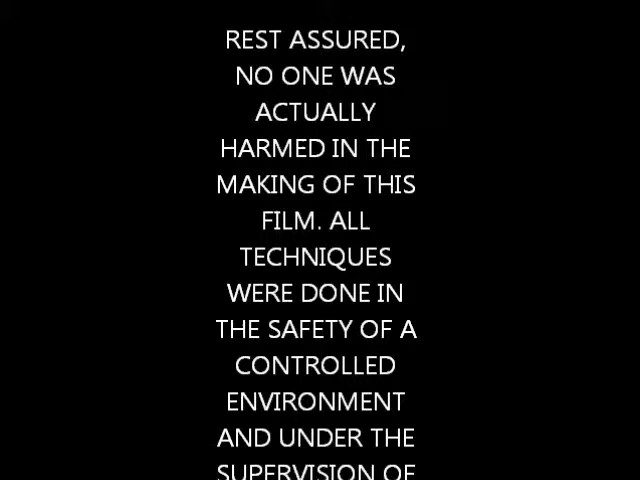 REST ASSURED,
NO ONE WAS
ACTUALLY
HARMED IN THE
MAKING OF THIS
FILM. ALL
TECHNIQUES
WERE DONE IN
THE SAFETY OF A
CONTROLLED
ENVIRONMENT
AND UNDER THE
SUPERVISION OF